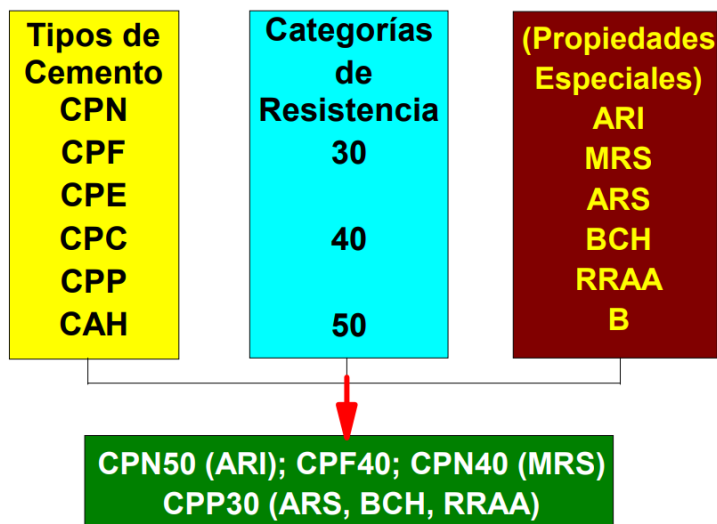 Tipos de
Cemento
CPN
CPF
CPE
CPC
CPP
CAH
Categorías
de
Resistencia
30
40
50
(Propiedades
Especiales)
ARI
MRS
ARS
BCH
RRAA
B
CPN50 (ARI); CPF40; CPN40 (MRS)
CPP30 (ARS, BCH, RRAA)